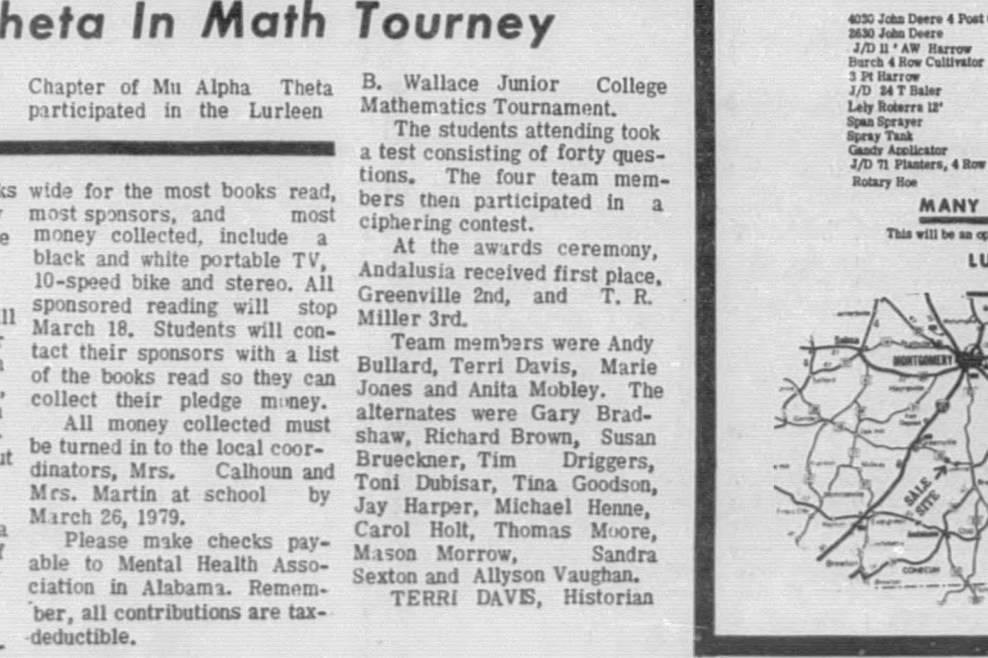 heta In Math Tourney
Chapter of Mu Alpha Theta
participated in the Lurleen
B. Wallace Junior College
Mathematics Tournament.
The students attending took
a test consisting of forty ques-
tions. The four team mem-
bers then participated in a
ciphering contest.
At the awards ceremony,
Andalusia received first place,
Greenville 2nd, and T. R.
Miller 3rd.
Team members were Andy
Bullard, Terri Davis, Marie
Jones and Anita Mobley. The
alternates were Gary Brad-
shaw, Richard Brown, Susan
Brueckner, Tim Driggers,
Toni Dubisar, Tina Goodson,
Jay Harper, Michael Henne,
Carol Holt, Thomas Moore,
Mason Morrow, Sandra
Sexton and Allyson Vaughan.
TERRI DAVIS, Historian
ks wide for the most books read,
most sponsors, and most
money collected, include a
black and white portable TV,
10-speed bike and stereo. All
sponsored reading will stop
March 18. Students will con-
tact their sponsors with a list
of the books read so they can
collect their pledge money.
All money collected must
be turned in to the local coor-
dinators, Mrs. Calhoun and
Mrs. Martin at school by
March 26, 1979.
Please make checks pay-
able to Mental Health Asso-
ciation in Alabama. Remem-
ber, all contributions are tax-
deductible.
4030 John Deere 4 Post
2630 John Deere
J/D 11' AW Harrow
Burch 4 Row Cultivator
3 Pt Harrow
J/D 24 T Baler
Lely Roterra 12'
Span Sprayer
Spray Tank
Gandy Applicator
J/D 71 Planters, 4 Row
Rotary Hoe
MANY
This will be an op
LU
Selma
MONTGOMERY
Greenville
SALE
SITE
Evergreen
CONECUH
Brewton